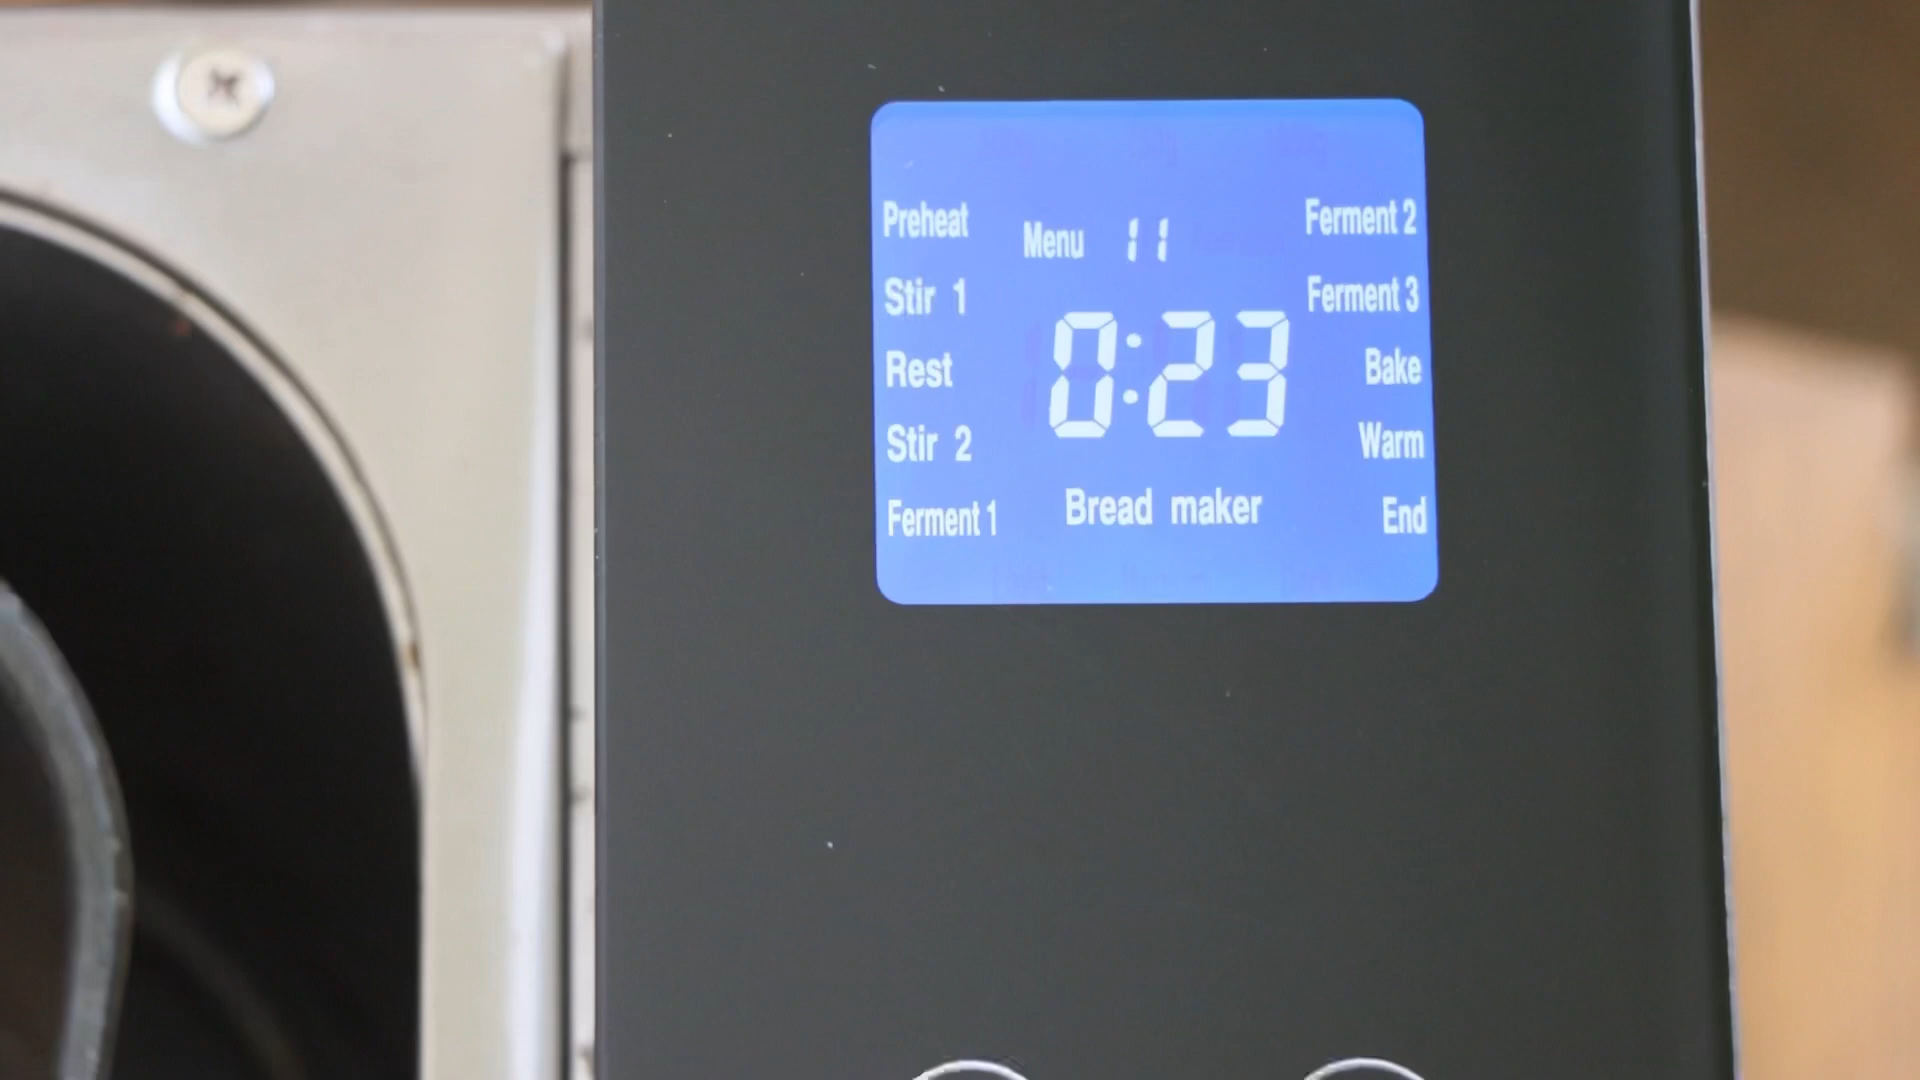 Preheat
Stir 1
Rest
Stir 2
Ferment 1
Menu 11
0:23
Bread maker
Ferment 2
Ferment 3
Bake
Warm
End